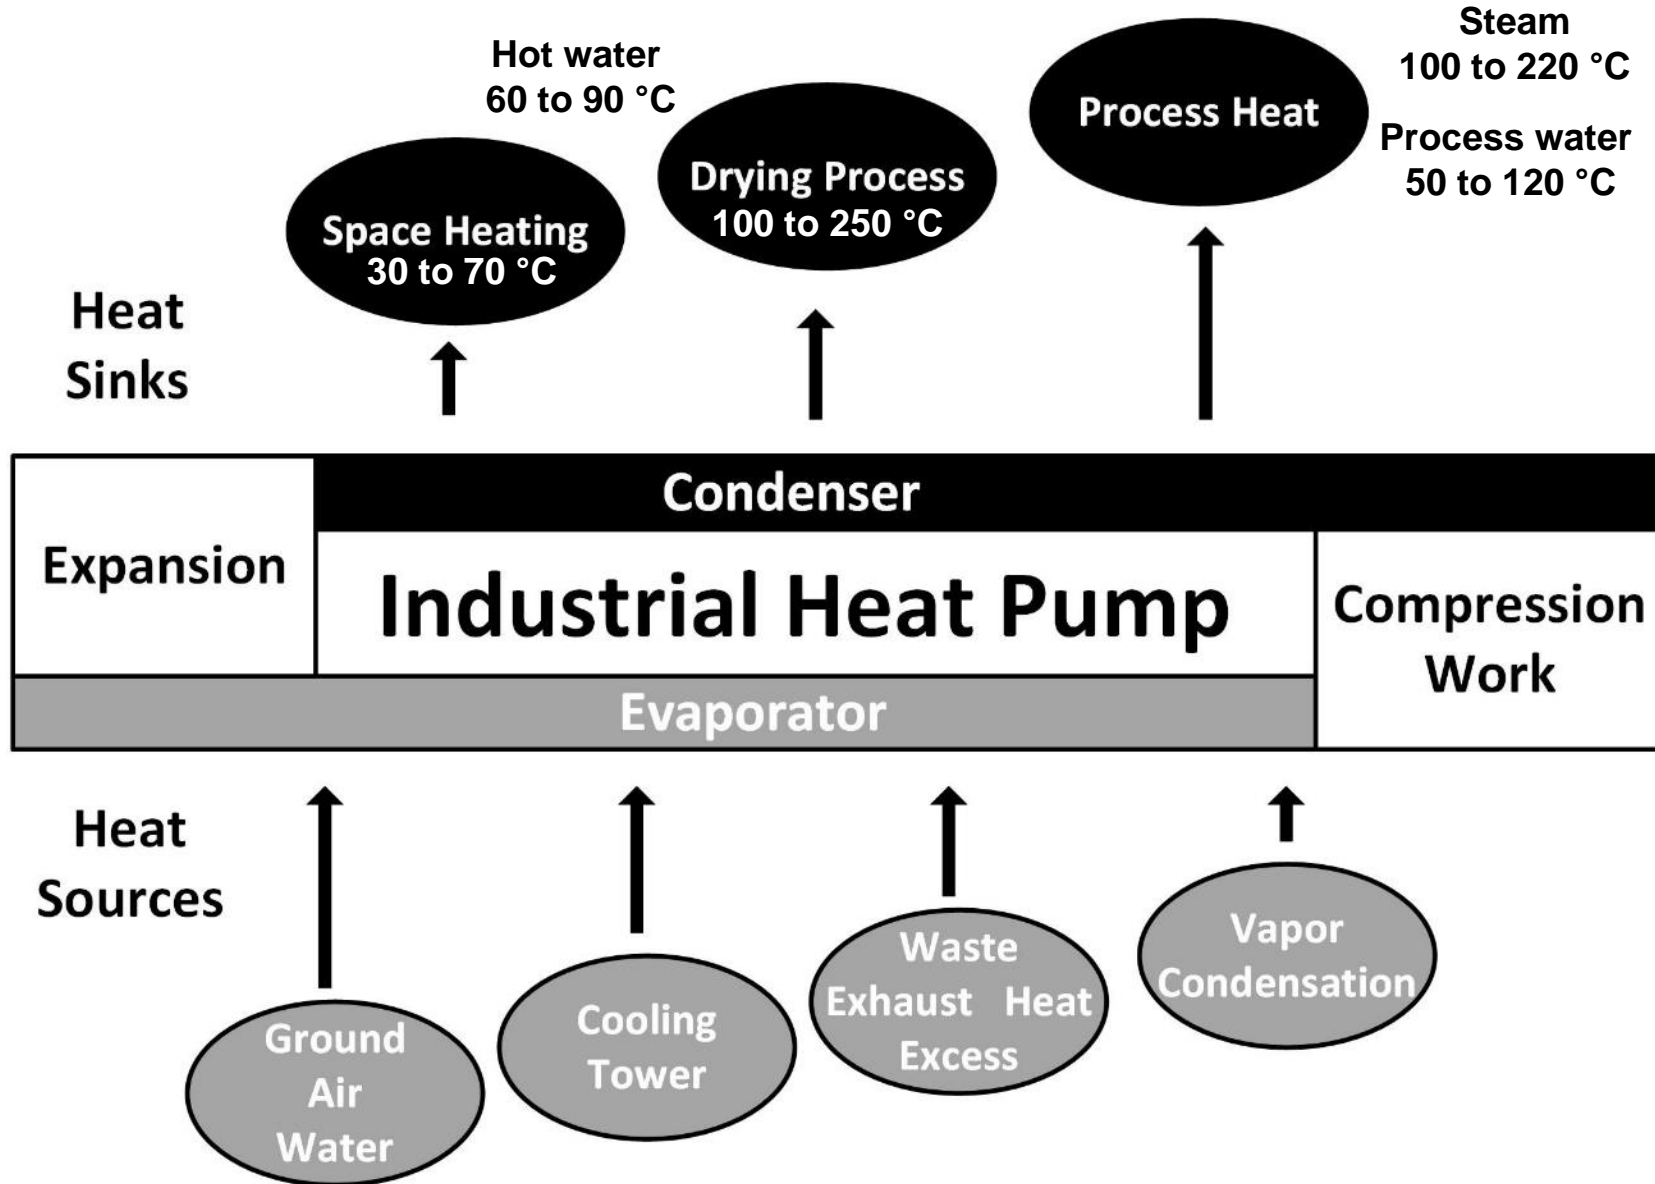 Hot water
60 to 90 °C
Steam
100 to 220 °C
Process Heat
Process water
50 to 120 °C
Drying Process
100 to 250 °C
Space Heating
30 to 70 °C
Heat
Sinks
Condenser
Expansion
Industrial Heat Pump
Compression
Work
Evaporator
Heat
Sources
Ground
Air
Water
Cooling
Tower
Waste
Exhaust Heat
Excess
Vapor
Condensation